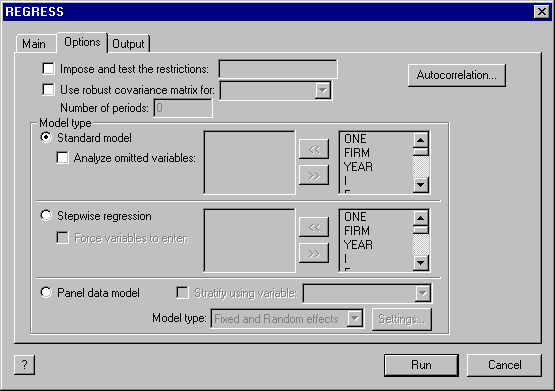 REGRESS
Main Options Output
Impose and test the restrictions:
Autocorrelation...
Use robust covariance matrix for:
Number of periods: 0
Model type
Standard model
Analyze omitted variables:
<<
>>
ONE
FIRM
YEAR
I
Stepwise regression
Force variables to enter:
<<
>>
ONE
FIRM
YEAR
I
Panel data model
Stratify using variable:
Model type: Fixed and Random effects Settings...
? Run Cancel